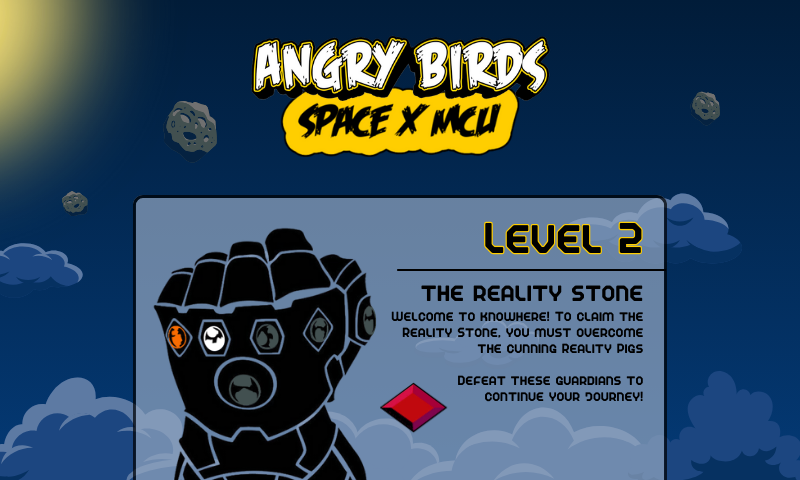 ANGRY BIRDS
SPACE X MCU
LEVEL 2
THE REALITY STONE
WELCOME TO KNOWHERE! TO CLAIM THE
REALITY STONE, YOU MUST OVERCOME
THE CUNNING REALITY PIGS
DEFEAT THESE GUARDIANS TO
CONTINUE YOUR JOURNEY!